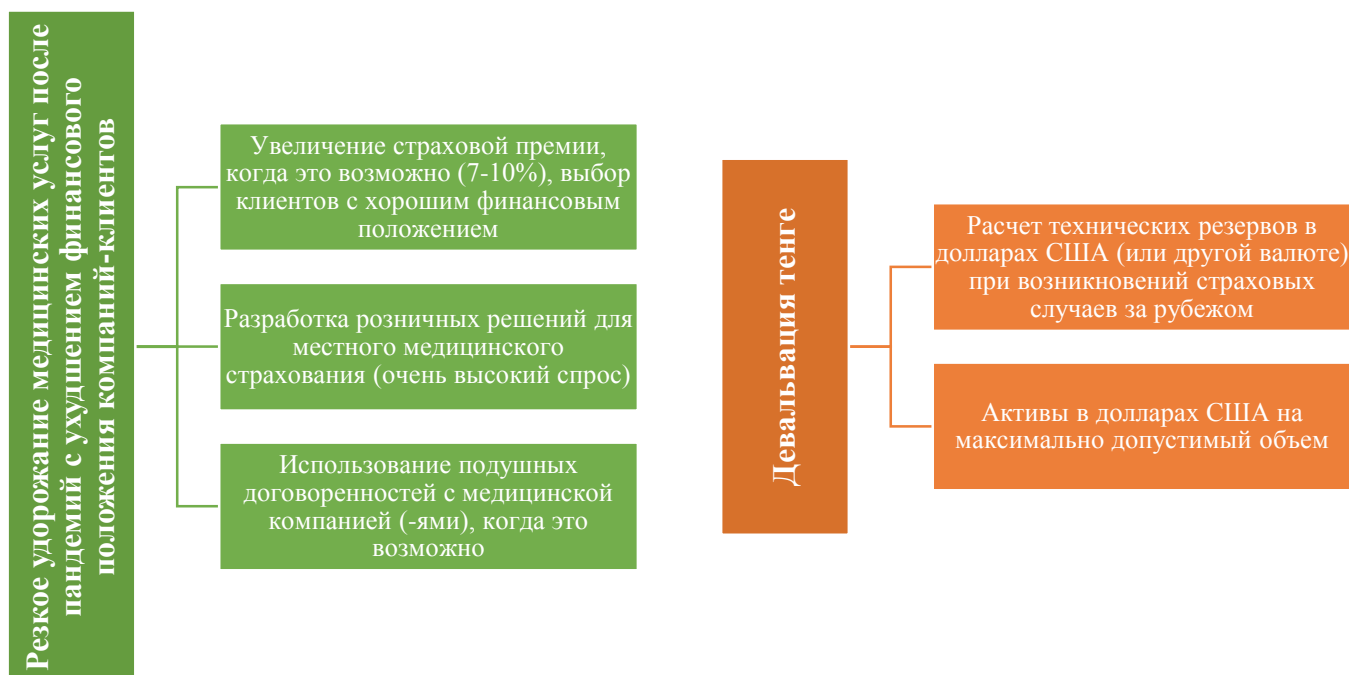 Резкое удорожание медицинских услуг после
пандемий с ухудшением финансового
положения компаний-клиентов
Увеличение страховой премии,
когда это возможно (7-10%), выбор
клиентов с хорошим финансовым
положением
Разработка розничных решений для
местного медицинского
страхования (очень высокий спрос)
Использование подушных
договоренностей с медицинской
компанией (-ями), когда это
возможно
Девальвация тенге
Расчет технических резервов в
долларах США (или другой валюте)
при возникновений страховых
случаев за рубежом
Активы в долларах США на
максимально допустимый объем